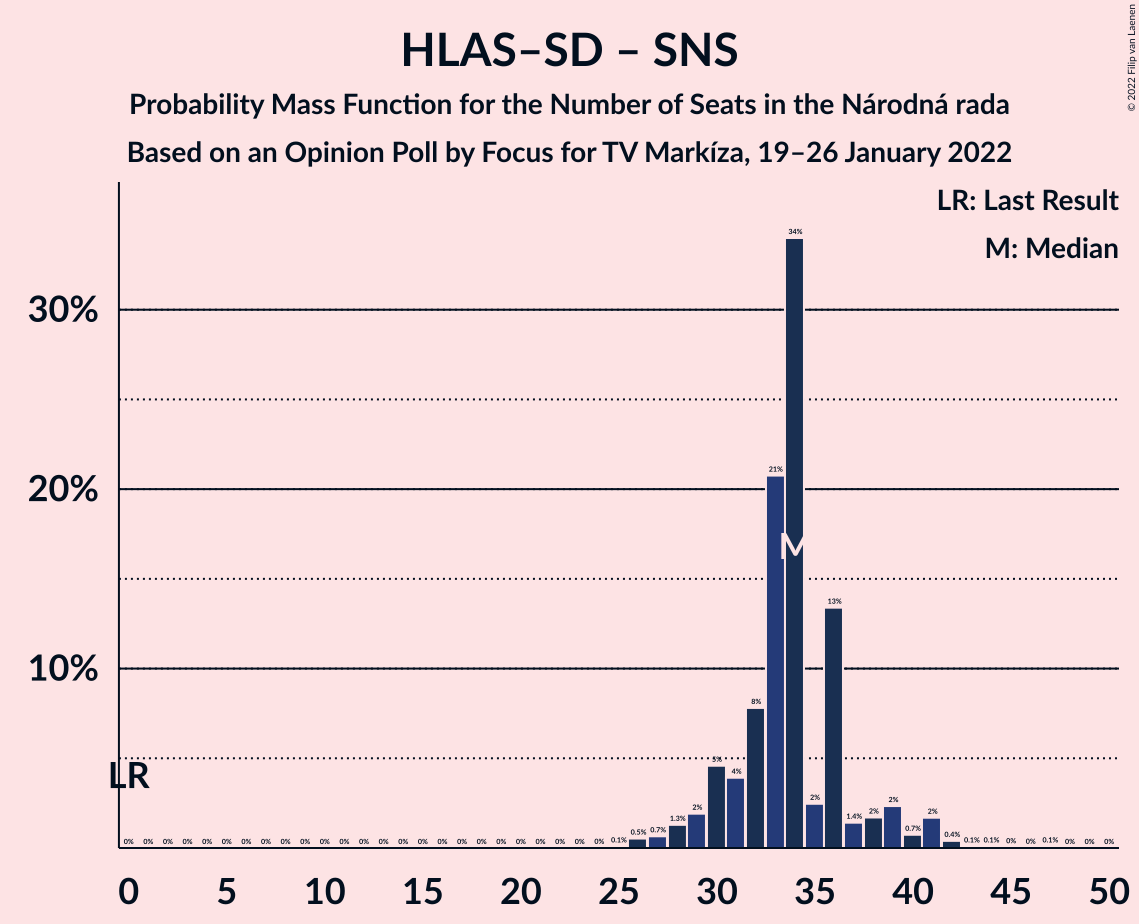 HLAS–SD – SNS
Probability Mass Function for the Number of Seats in the Národná rada
Based on an Opinion Poll by Focus for TV Markíza, 19–26 January 2022
© 2022 Filip van Laenen
LR: Last Result
M: Median
34%
30%
21%
20%
M
13%
10%
8%
LR
5%
4%
0% 0% 0% 0% 0% 0% 0% 0% 0% 0% 0% 0% 0% 0% 0% 0% 0% 0% 0% 0% 0% 0% 0% 0% 0% 0.1% 0.5% 0.7% 1.3% 2% 2% 1.4% 2% 2% 0.7% 2% 0.4% 0.1% 0.1% 0% 0% 0.1% 0% 0% 0%
0 5 10 15 20 25 30 35 40 45 50